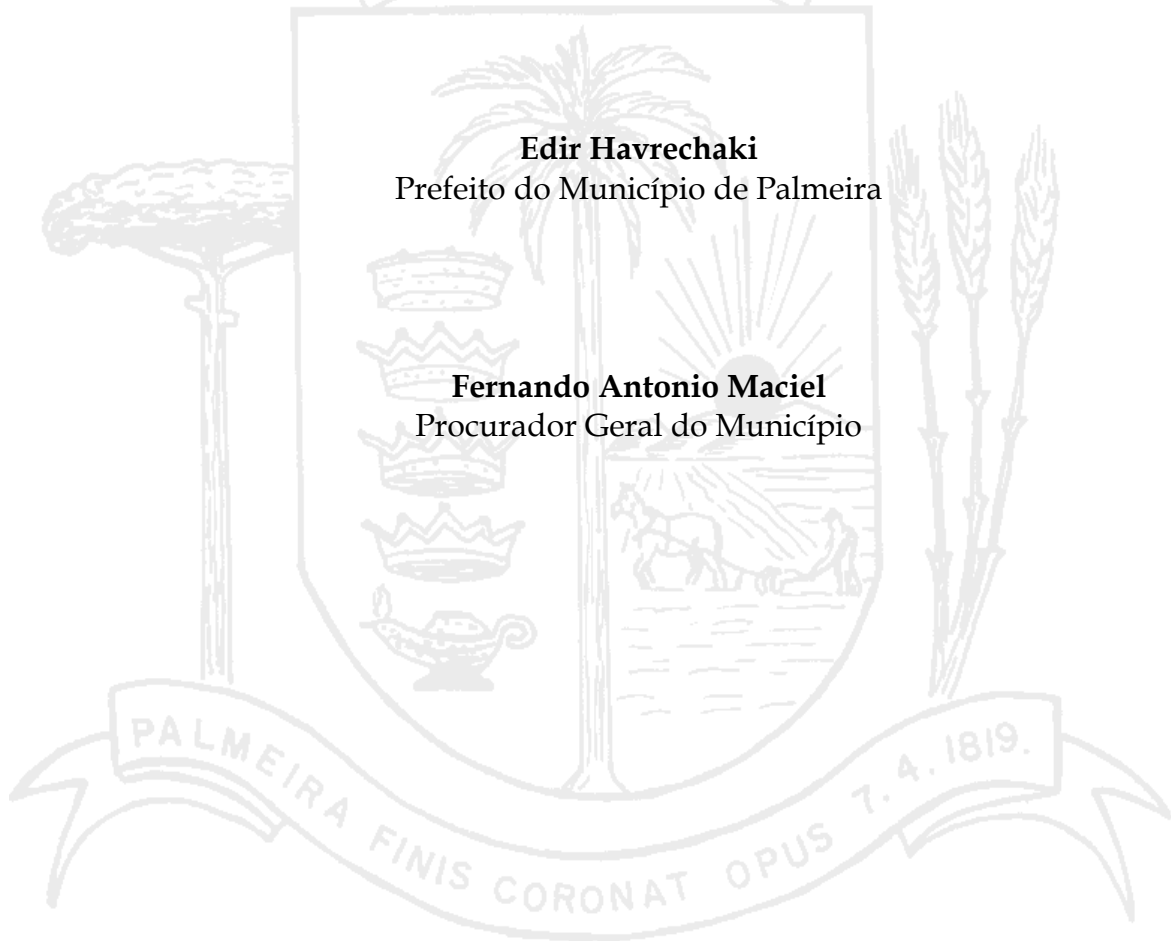 Edir Havrechaki
Prefeito do Município de Palmeira
Fernando Antonio Maciel
Procurador Geral do Município
PALMEIRA FINIS CORONAT OPUS 7. 4. 1819.